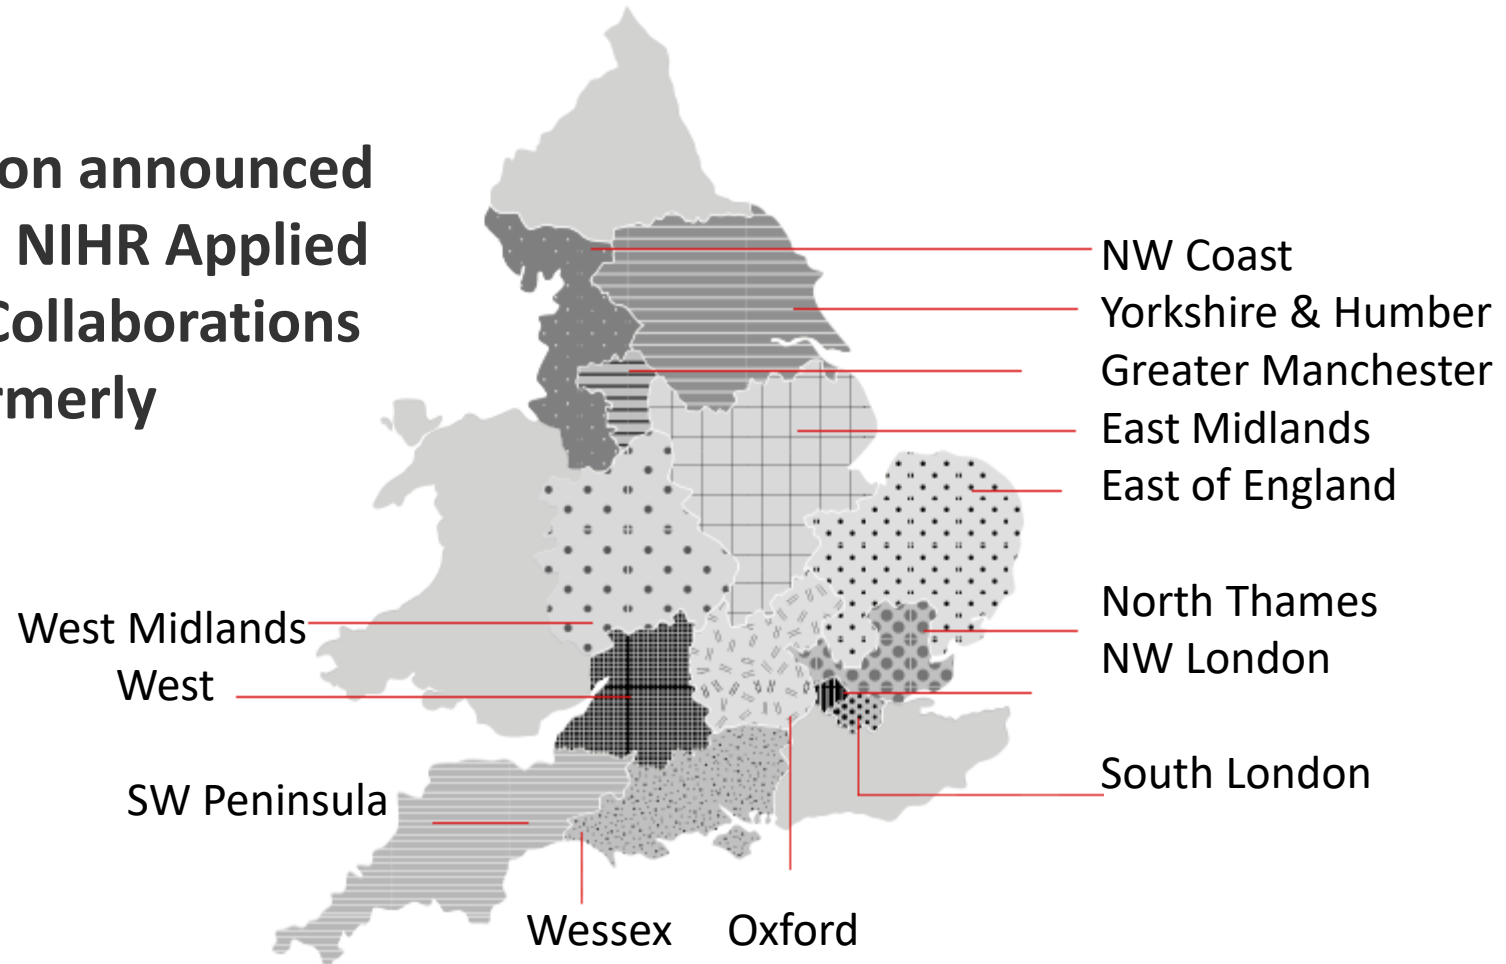 on announced
NIHR Applied
Collaborations
rmerly
NW Coast
Yorkshire & Humber
Greater Manchester
East Midlands
East of England
North Thames
NW London
South London
West Midlands
West
SW Peninsula
Wessex
Oxford